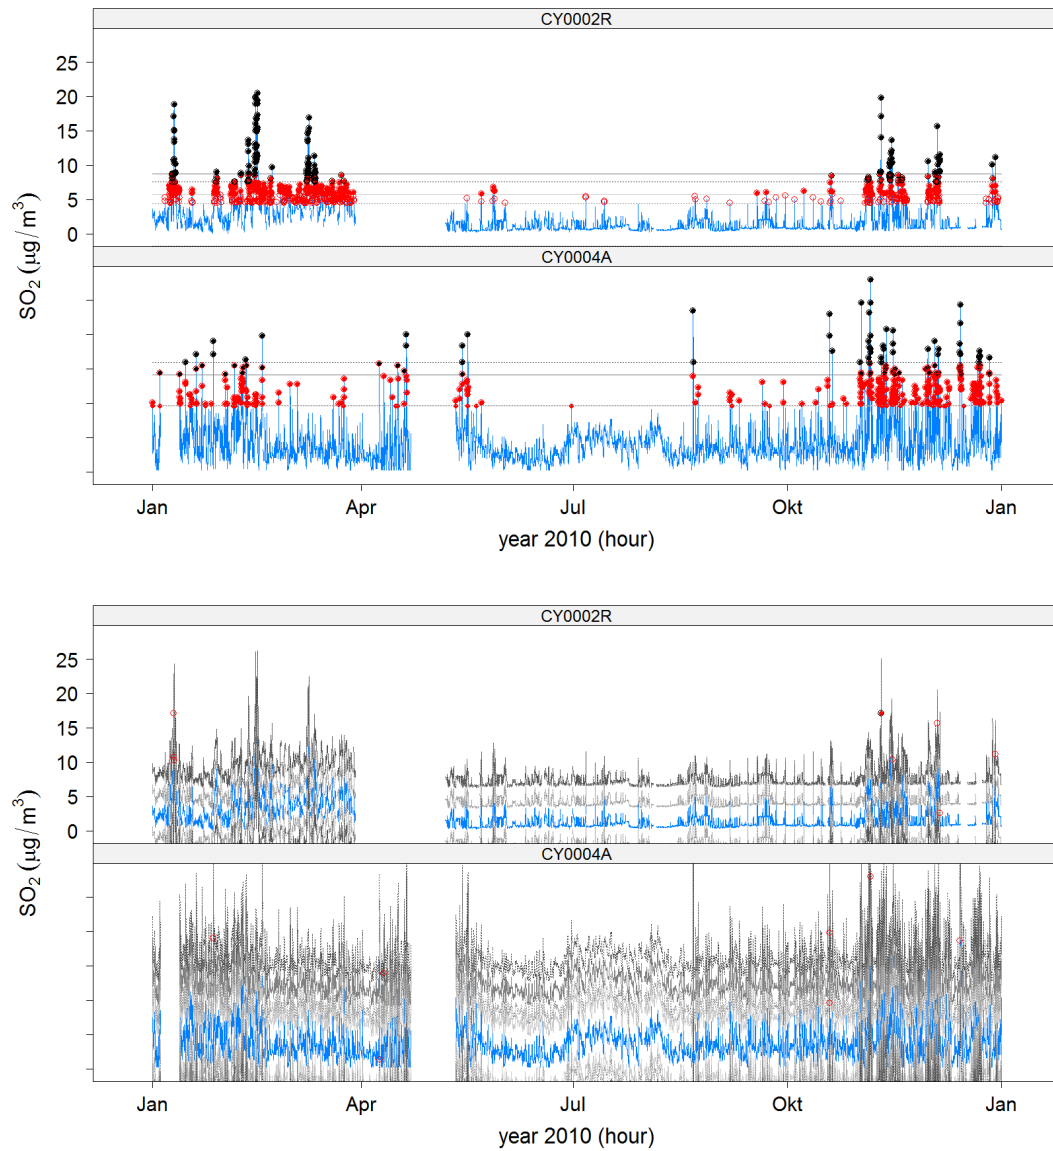 CY0002R
25
20
15
10
5
0
CY0004A
SO2 (µg/m3)
Jan Apr Jul Okt Jan
year 2010 (hour)
CY0002R
25
20
15
10
5
0
CY0004A
SO2 (µg/m3)
Jan Apr Jul Okt Jan
year 2010 (hour)